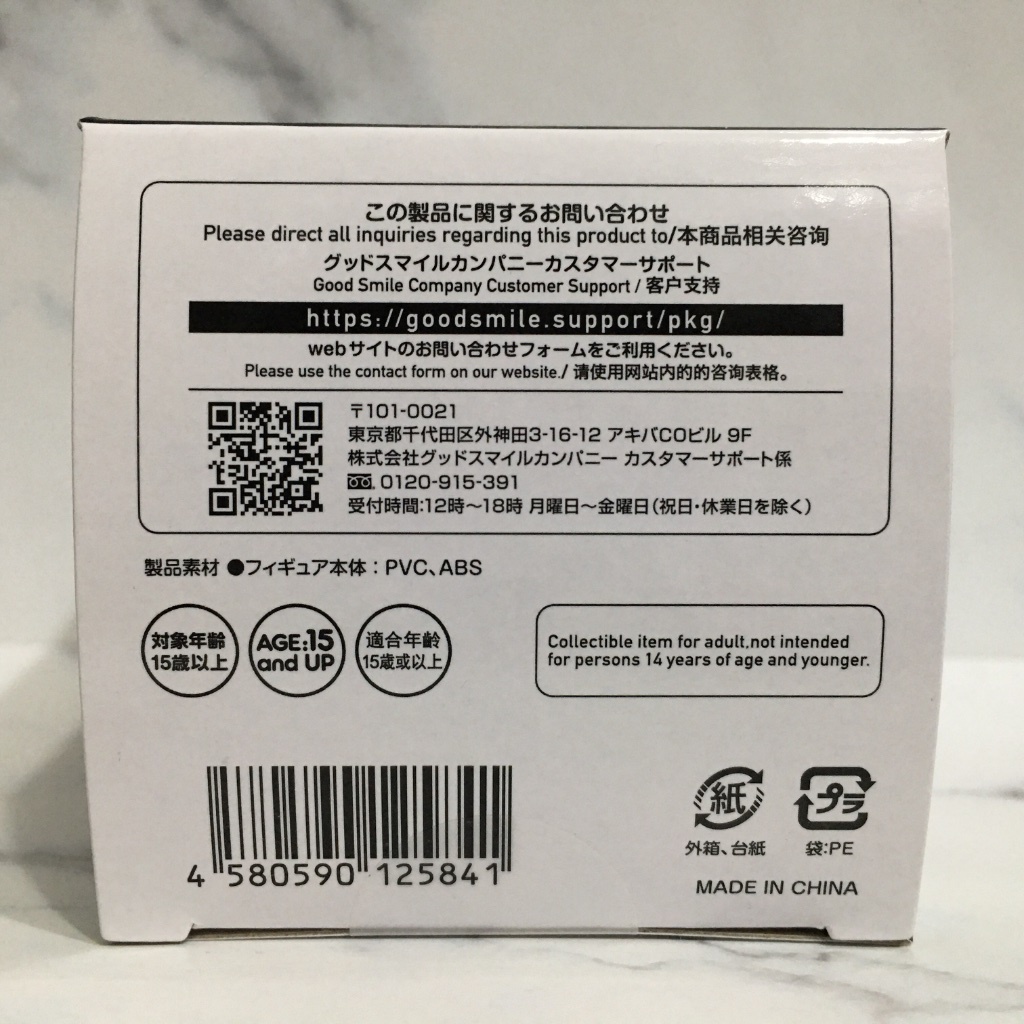 この製品に関するお問い合わせ
Please direct all inquiries regarding this product to/本商品相关咨询
グッドスマイルカンパニーカスタマーサポート
Good Smile Company Customer Support / 客户支持
https://goodsmile.support/pkg/
webサイトのお問い合わせフォームをご利用ください。
Please use the contact form on our website./ 请使用网站内的的咨询表格。
〒101-0021
東京都千代田区外神田3-16-12 アキバCOビル 9F
株式会社グッドスマイルカンパニー カスタマーサポート係
0120-915-391
受付時間:12時〜18時 月曜日〜金曜日(祝日・休業日を除く)
製品素材 ●フィギュア本体:PVC、ABS
対象年齢
15歳以上
AGE:15
and UP
適合年齡
15歲或以上
Collectible item for adult,not intended
for persons 14 years of age and younger.
4 580590 125841
紙
外箱、台紙
プラ
袋:PE
MADE IN CHINA